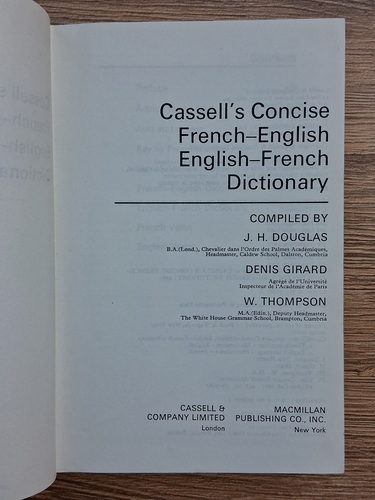 Cassell's Concise
French–English
English–French
Dictionary
COMPILED BY
J. H. DOUGLAS
B.A.(Lond.), Chevalier dans l'Ordre des Palmes Académiques,
Headmaster, Caldew School, Dalston, Cumbria
DENIS GIRARD
Agrégé de l'Université
Inspecteur de l'Académie de Paris
W. THOMPSON
M.A.(Edin.), Deputy Headmaster,
The White House Grammar School, Brampton, Cumbria
CASSELL &
COMPANY LIMITED
London
MACMILLAN
PUBLISHING CO., INC.
New York